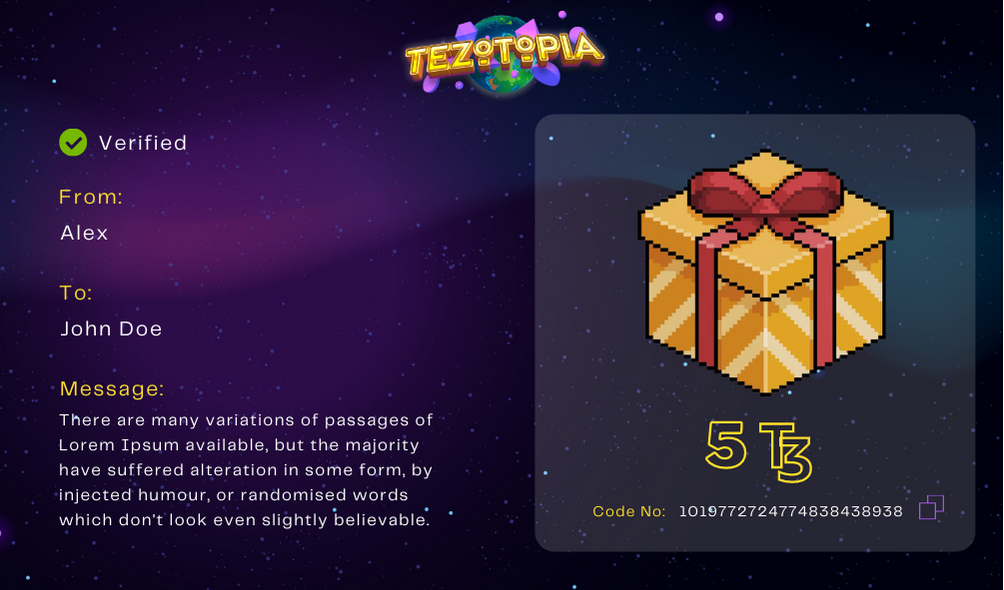 TEZOTOPIA
Verified
From:
Alex
To:
John Doe
Message:
There are many variations of passages of
Lorem Ipsum available, but the majority
have suffered alteration in some form, by
injected humour, or randomised words
which don't look even slightly believable.
5 T3
Code No: 1019772724774838438938